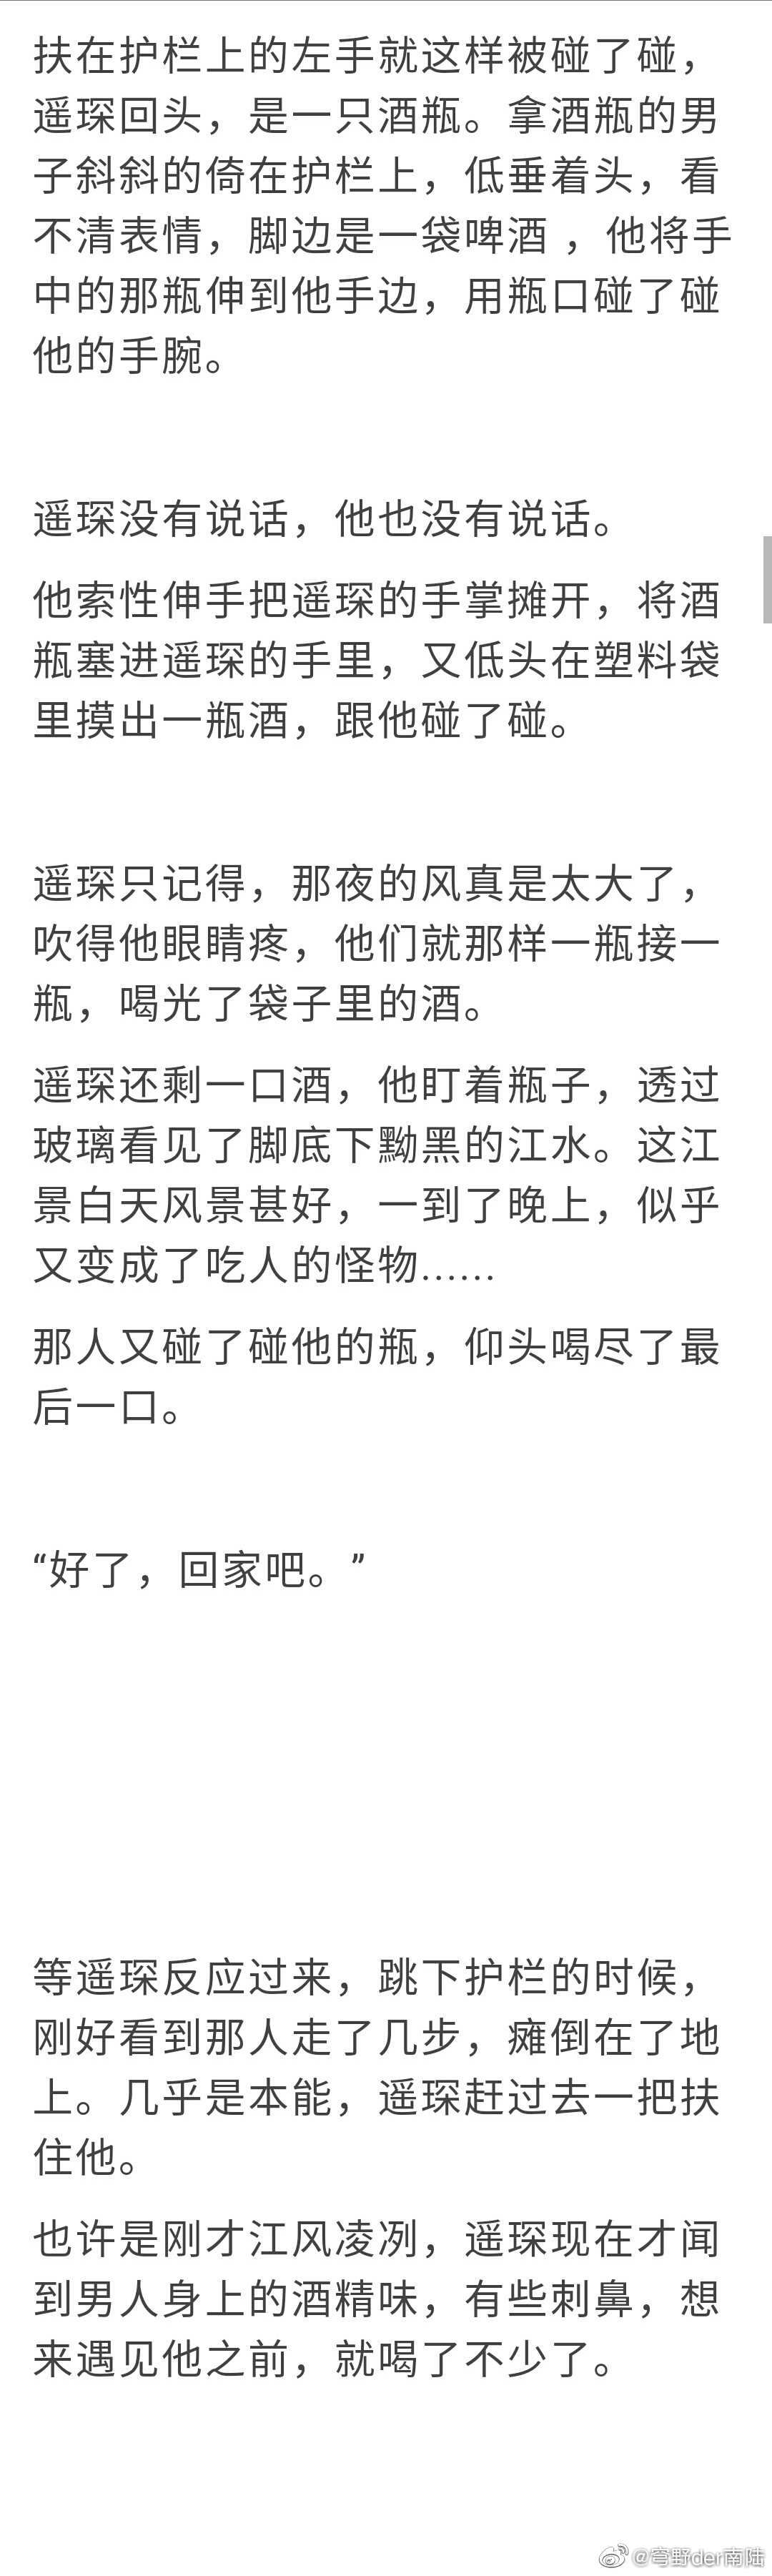 扶在护栏上的左手就这样被碰了碰，
遥琛回头，是一只酒瓶。拿酒瓶的男
子斜斜的倚在护栏上，低垂着头，看
不清表情，脚边是一袋啤酒 ，他将手
中的那瓶伸到他手边，用瓶口碰了碰
他的手腕。
遥琛没有说话，他也没有说话。
他索性伸手把遥琛的手掌摊开，将酒
瓶塞进遥琛的手里，又低头在塑料袋
里摸出一瓶酒，跟他碰了碰。
遥琛只记得，那夜的风真是太大了，
吹得他眼睛疼，他们就那样一瓶接一
瓶，喝光了袋子里的酒。
遥琛还剩一口酒，他盯着瓶子，透过
玻璃看见了脚底下黝黑的江水。这江
景白天风景甚好，一到了晚上，似乎
又变成了吃人的怪物……
那人又碰了碰他的瓶，仰头喝尽了最
后一口。
“好了，回家吧。”
等遥琛反应过来，跳下护栏的时候，
刚好看到那人走了几步，瘫倒在了地
上。几乎是本能，遥琛赶过去一把扶
住他。
也许是刚才江风凌冽，遥琛现在才闻
到男人身上的酒精味，有些刺鼻，想
来遇见他之前，就喝了不少了。
@穹野der南陆